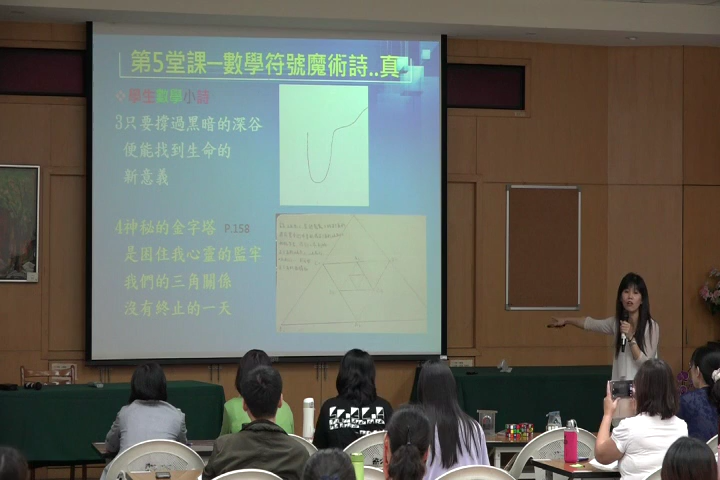 第5堂課—數學符號魔術詩..真
學生數學小詩
3只要撐過黑暗的深谷
便能找到生命的
新意義
4神秘的金字塔 P.158
是困住我心靈的監牢
我們的三角關係
沒有終止的一天